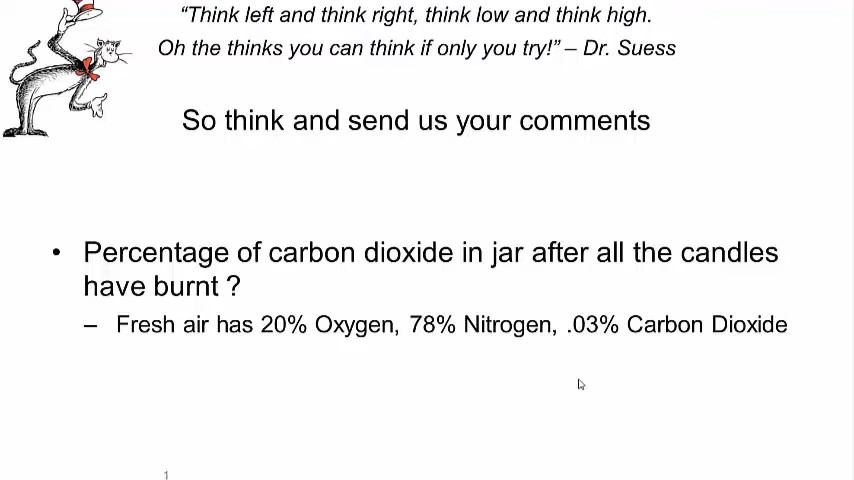 “Think left and think right, think low and think high.
Oh the thinks you can think if only you try!” – Dr. Suess
So think and send us your comments
• Percentage of carbon dioxide in jar after all the candles
have burnt ?
– Fresh air has 20% Oxygen, 78% Nitrogen, .03% Carbon Dioxide
1